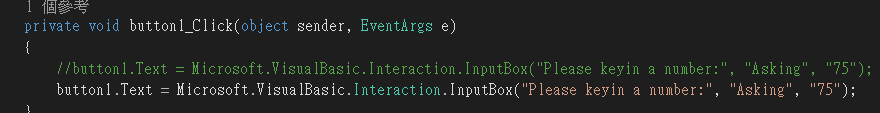 1 個參考
private void button1_Click(object sender, EventArgs e)
{
//button1.Text = Microsoft.VisualBasic.Interaction.InputBox("Please keyin a number:", "Asking", "75");
button1.Text = Microsoft.VisualBasic.Interaction.InputBox("Please keyin a number:", "Asking", "75");
}